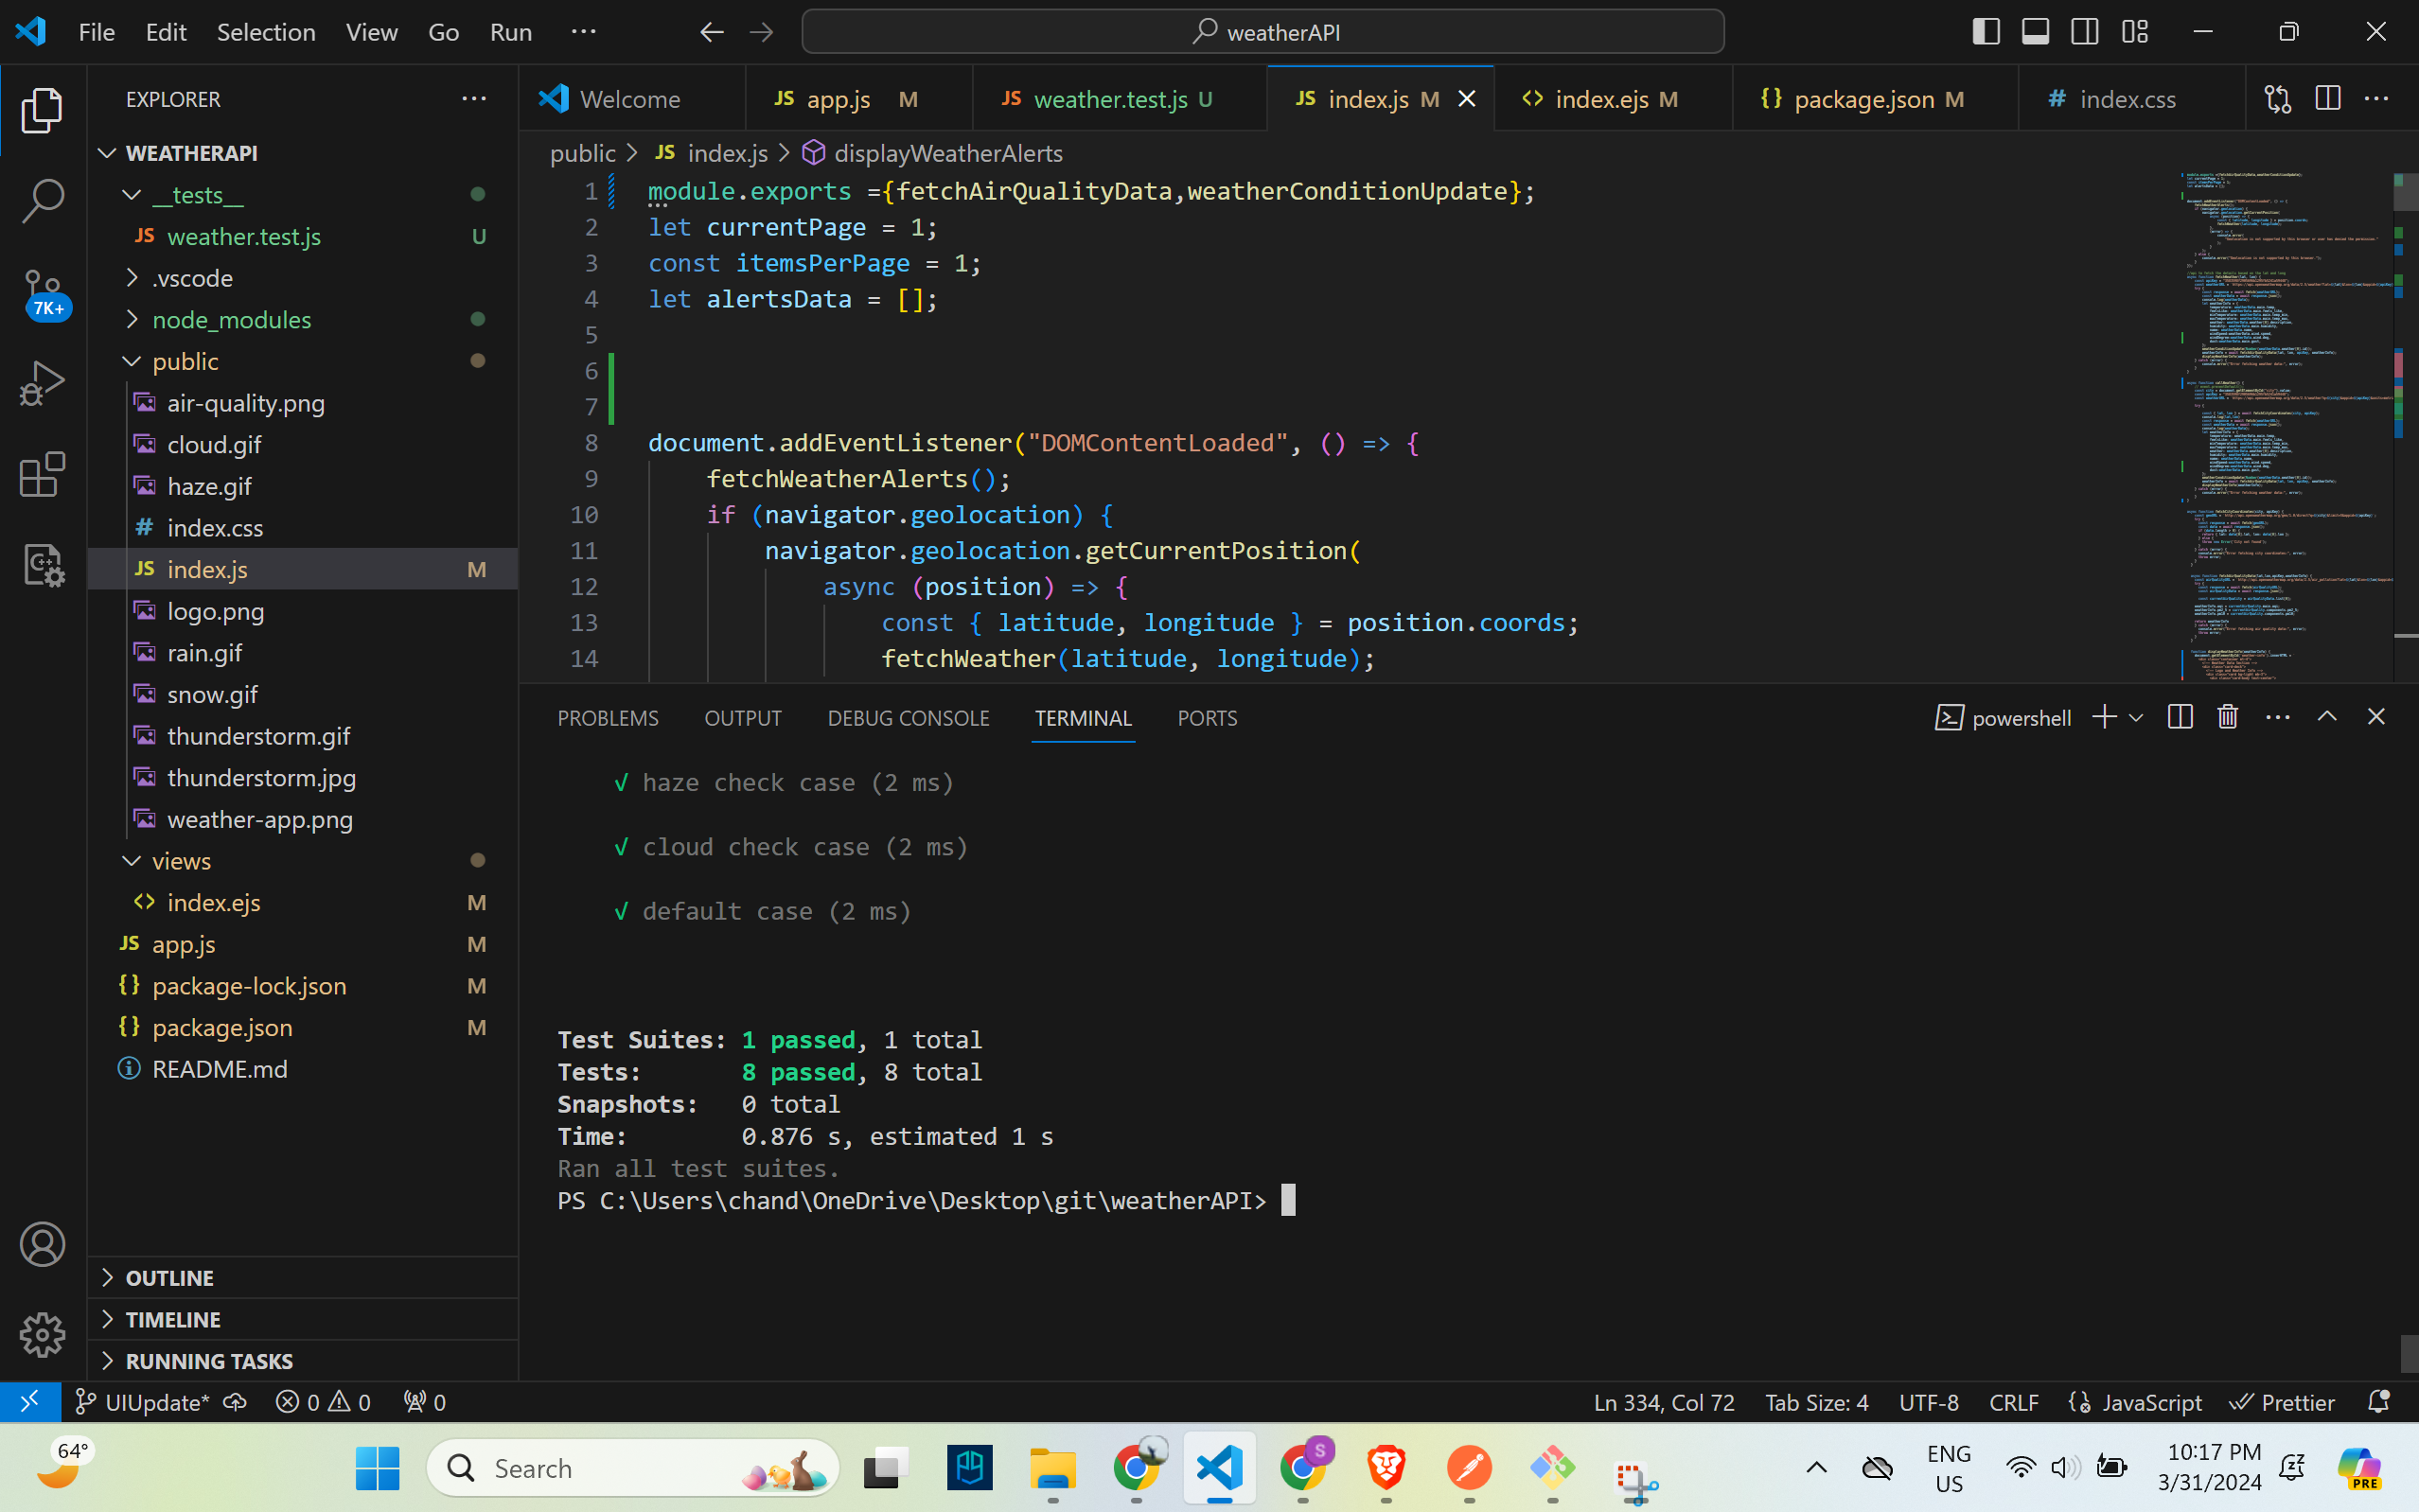 File Edit Selection View Go Run ··· weatherAPI
EXPLORER
WEATHERAPI
__tests__
JS weather.test.js U
.vscode
7K+
node_modules
public
air-quality.png
cloud.gif
haze.gif
# index.css
JS index.js M
logo.png
rain.gif
snow.gif
thunderstorm.gif
thunderstorm.jpg
weather-app.png
views
<> index.ejs M
JS app.js M
{} package-lock.json M
{} package.json M
README.md
OUTLINE
TIMELINE
RUNNING TASKS
Welcome JS app.js M JS weather.test.js U JS index.js M <> index.ejs M {} package.json M # index.css
public > JS index.js > displayWeatherAlerts
1 module.exports ={fetchAirQualityData,weatherConditionUpdate};
2 let currentPage = 1;
3 const itemsPerPage = 1;
4 let alertsData = [];
5
6
7
8 document.addEventListener("DOMContentLoaded", () => {
9 fetchWeatherAlerts();
10 if (navigator.geolocation) {
11 navigator.geolocation.getCurrentPosition(
12 async (position) => {
13 const { latitude, longitude } = position.coords;
14 fetchWeather(latitude, longitude);
PROBLEMS OUTPUT DEBUG CONSOLE TERMINAL PORTS powershell
√ haze check case (2 ms)
√ cloud check case (2 ms)
√ default case (2 ms)
Test Suites: 1 passed, 1 total
Tests: 8 passed, 8 total
Snapshots: 0 total
Time: 0.876 s, estimated 1 s
Ran all test suites.
PS C:\Users\chand\OneDrive\Desktop\git\weatherAPI>
UIUpdate* 0 0 0 Ln 334, Col 72 Tab Size: 4 UTF-8 CRLF JavaScript Prettier
64° Search S ENG
US
10:17 PM
3/31/2024
PRE